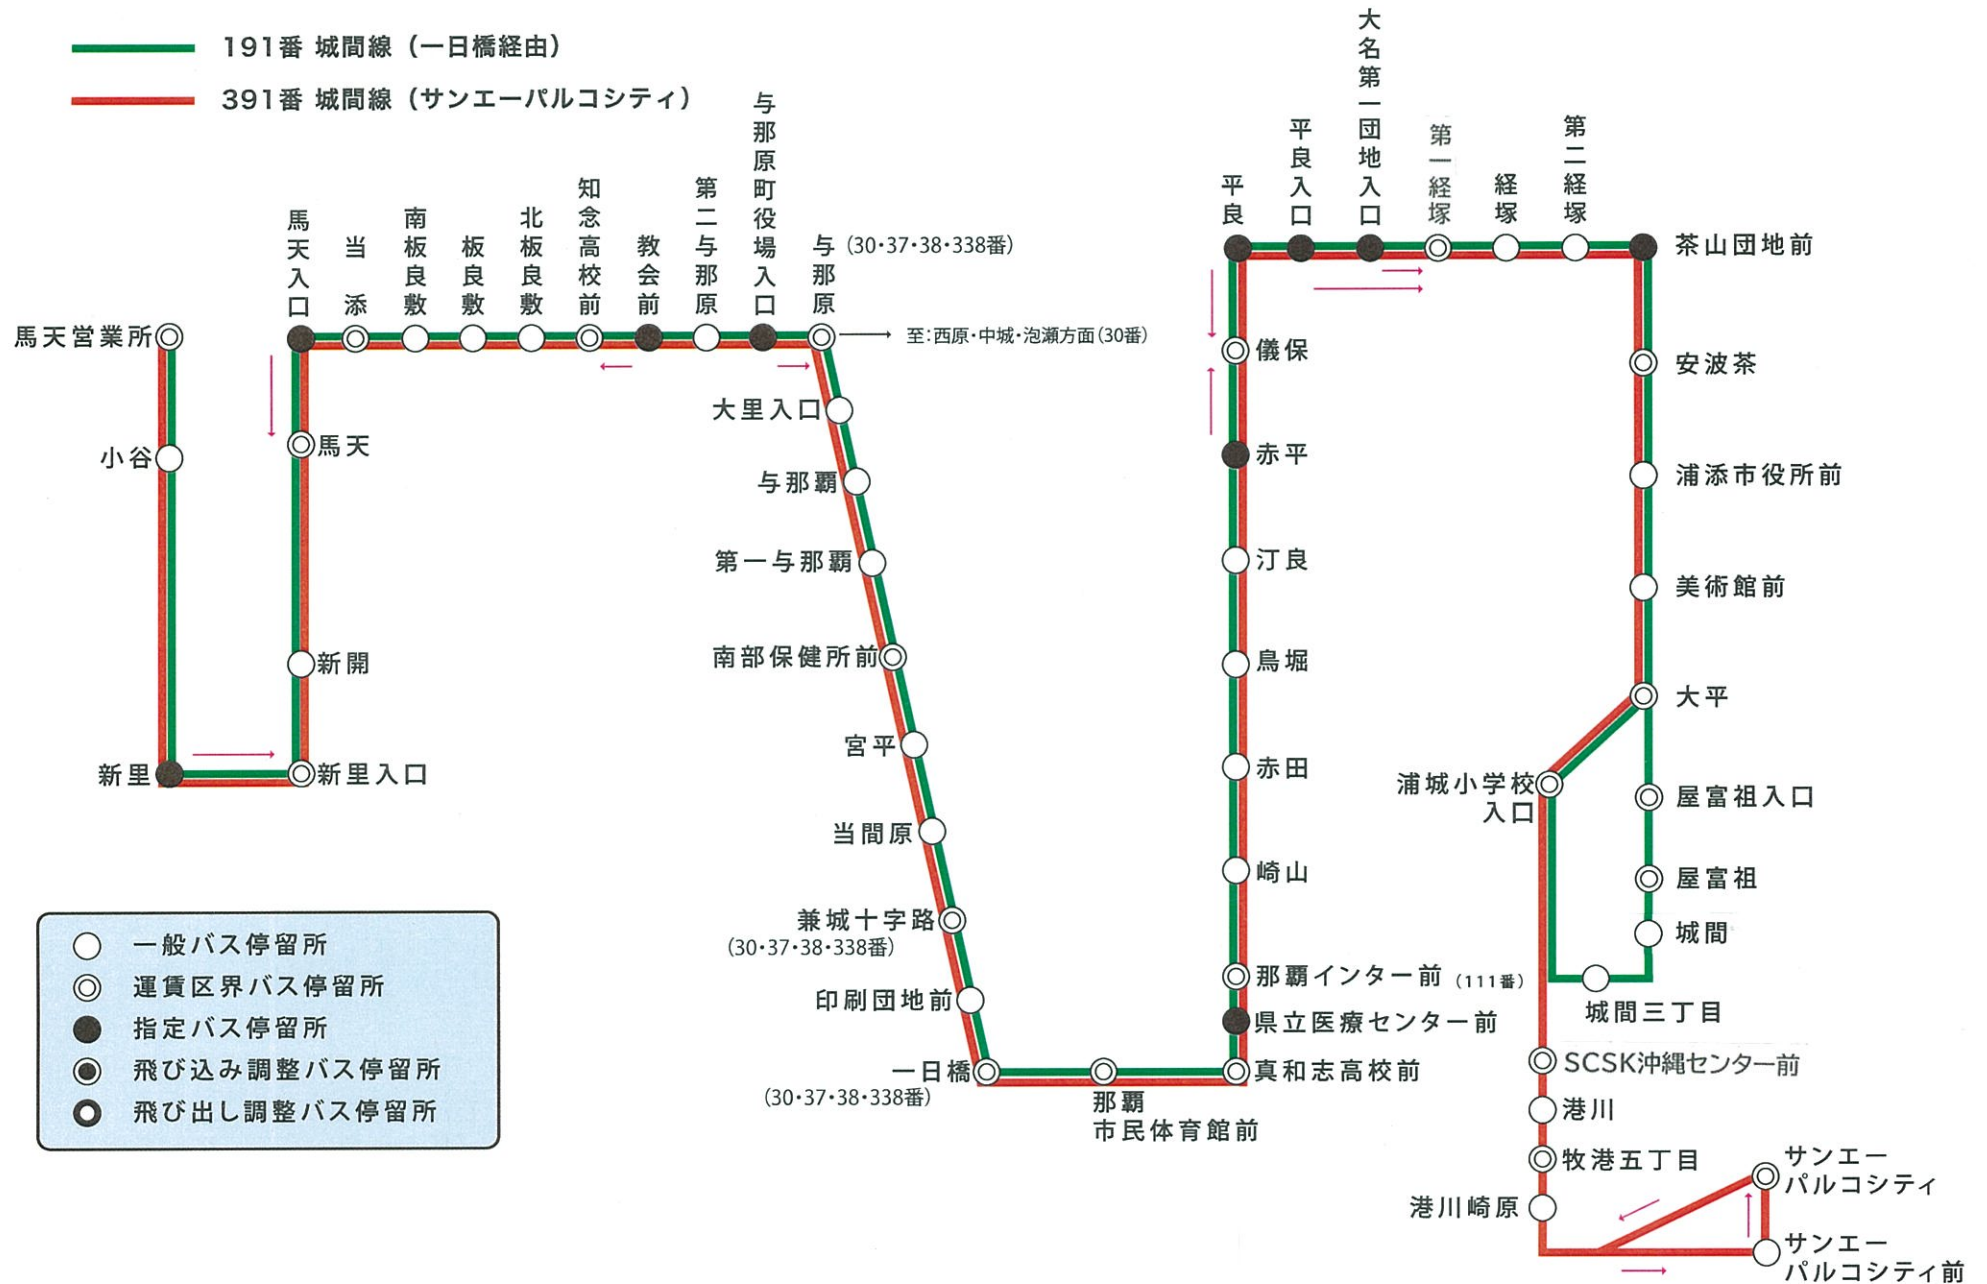 191番 城間線（一日橋経由）
391番 城間線（サンエーパルコシティ）
馬天営業所
小谷
新里
新里入口
新開
馬天
馬天入口
当添
南板良敷
板良敷
北板良敷
知念高校前
教会前
第二与那原
与那原町役場入口
与那原
（30・37・38・338番）
至:西原・中城・泡瀬方面（30番）
大里入口
与那覇
第一与那覇
南部保健所前
宮平
当間原
兼城十字路
（30・37・38・338番）
印刷団地前
一日橋
（30・37・38・338番）
那覇
市民体育館前
真和志高校前
県立医療センター前
那覇インター前（111番）
崎山
赤田
鳥堀
汀良
赤平
儀保
平良
平良入口
大名第一団地入口
第一経塚
経塚
第二経塚
茶山団地前
安波茶
浦添市役所前
美術館前
大平
屋富祖入口
屋富祖
城間
城間三丁目
浦城小学校
入口
SCSK沖縄センター前
港川
牧港五丁目
港川崎原
サンエー
パルコシティ
サンエー
パルコシティ前
一般バス停留所
運賃区界バス停留所
指定バス停留所
飛び込み調整バス停留所
飛び出し調整バス停留所